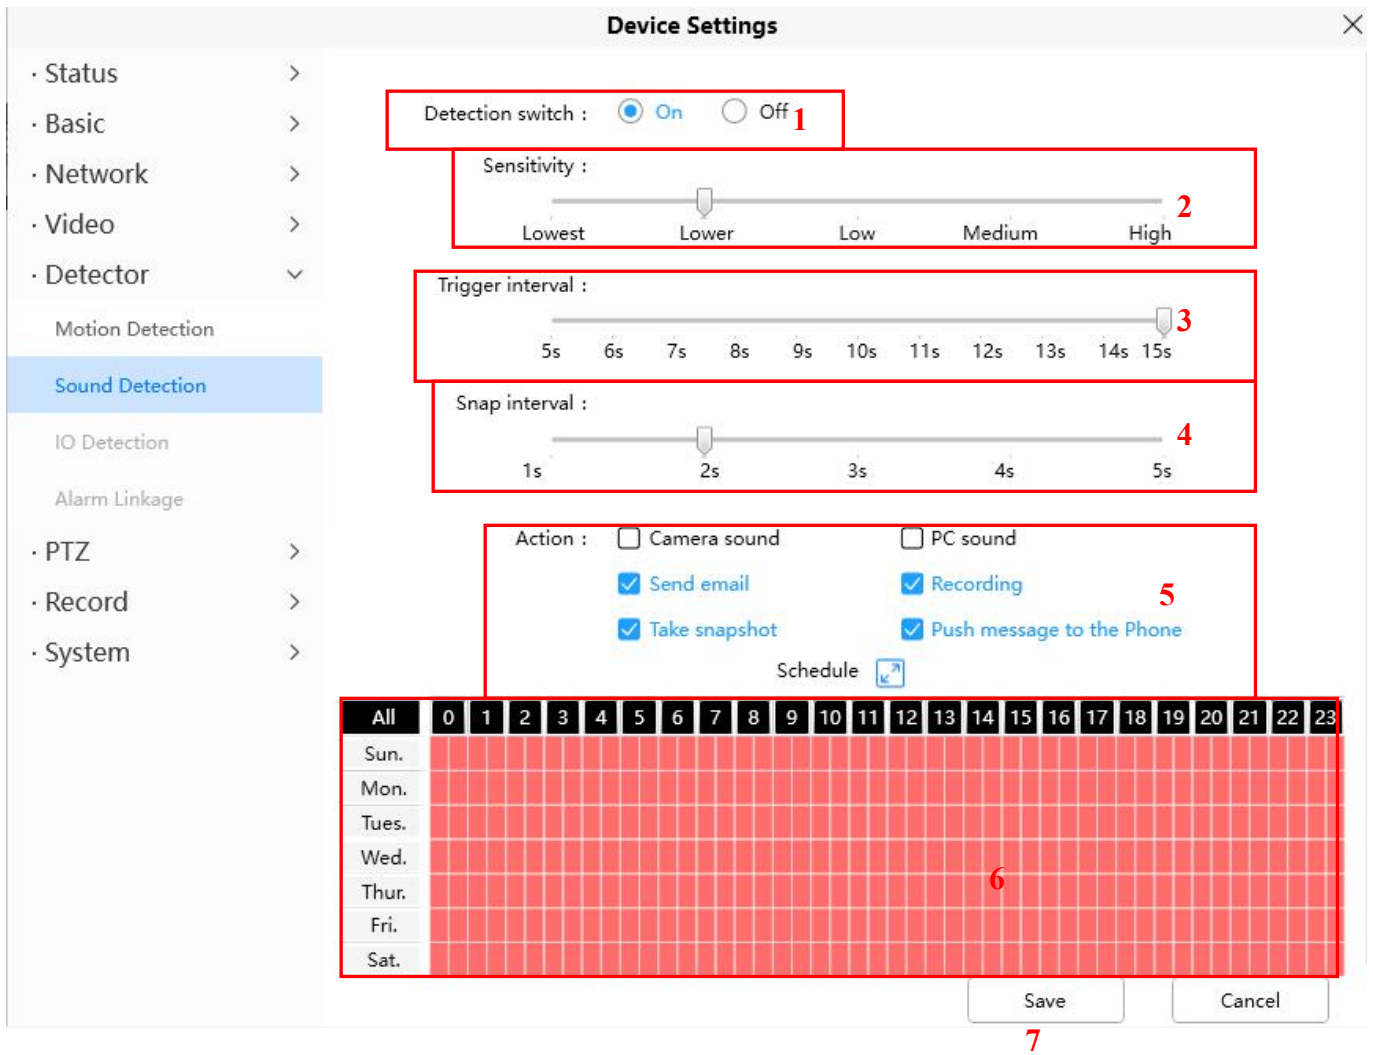 Device Settings
· Status
· Basic
· Network
· Video
· Detector
Motion Detection
Sound Detection
IO Detection
Alarm Linkage
· PTZ
· Record
· System
Detection switch : On Off 1
Sensitivity :
2
Lowest Lower Low Medium High
Trigger interval :
3
5s 6s 7s 8s 9s 10s 11s 12s 13s 14s 15s
Snap interval :
4
1s 2s 3s 4s 5s
Action : Camera sound PC sound
Send email Recording 5
Take snapshot Push message to the Phone
Schedule
All 0 1 2 3 4 5 6 7 8 9 10 11 12 13 14 15 16 17 18 19 20 21 22 23
Sun.
Mon.
Tues.
Wed.
Thur. 6
Fri.
Sat.
Save Cancel
7